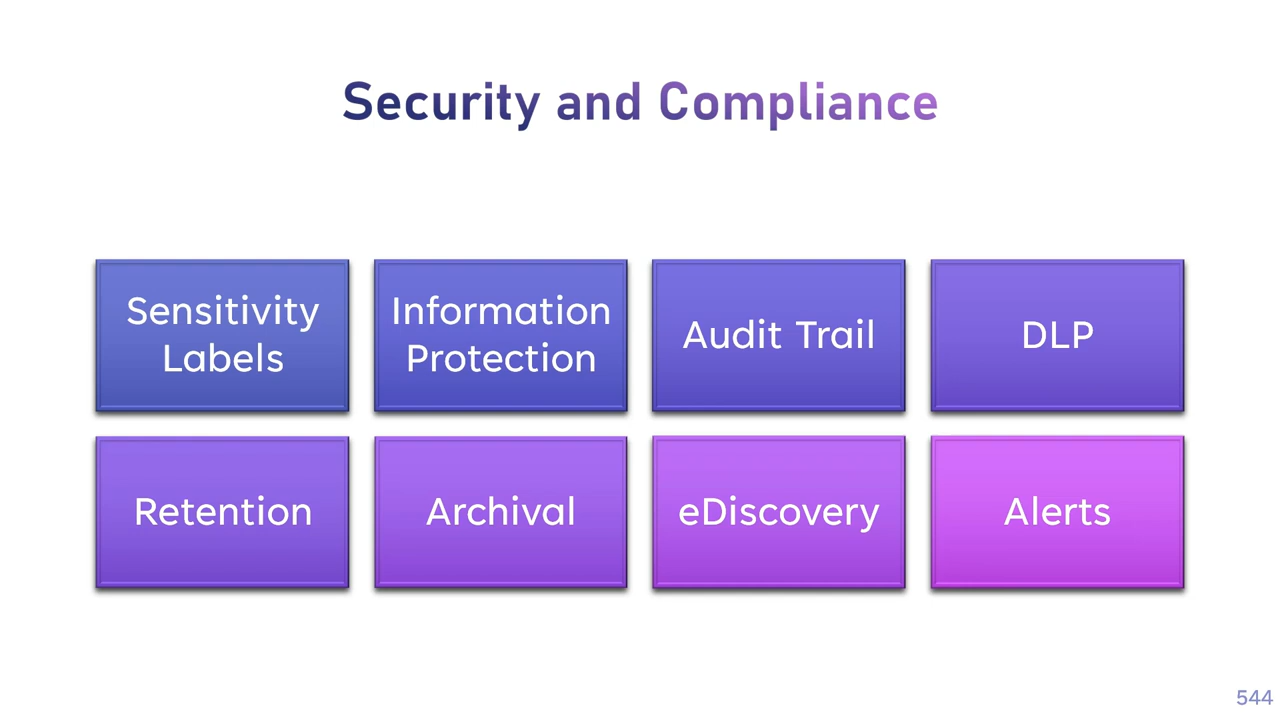 Security and Compliance
Sensitivity
Labels
Information
Protection
Audit Trail
DLP
Retention
Archival
eDiscovery
Alerts
544